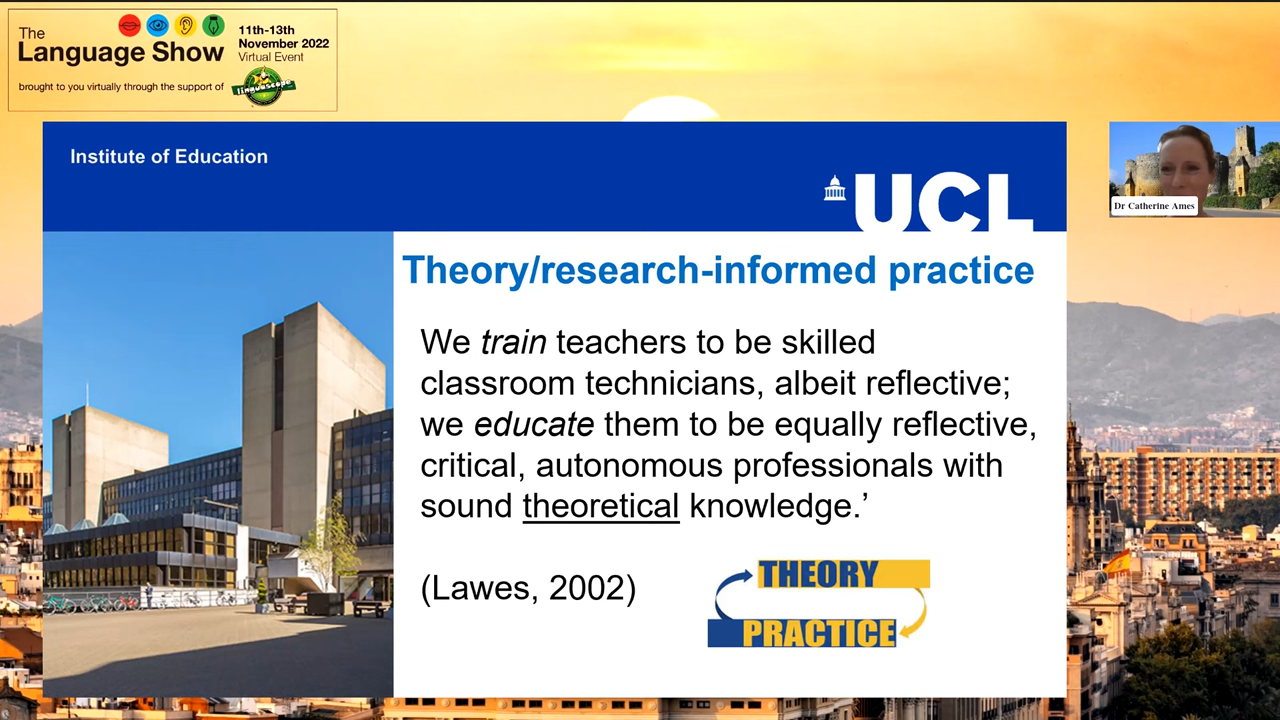 The
Language Show
11th-13th
November 2022
Virtual Event
brought to you virtually through the support of
linguascope
Institute of Education
UCL
Dr Catherine Ames
Theory/research-informed practice
We train teachers to be skilled
classroom technicians, albeit reflective;
we educate them to be equally reflective,
critical, autonomous professionals with
sound theoretical knowledge.’
(Lawes, 2002)
THEORY
PRACTICE